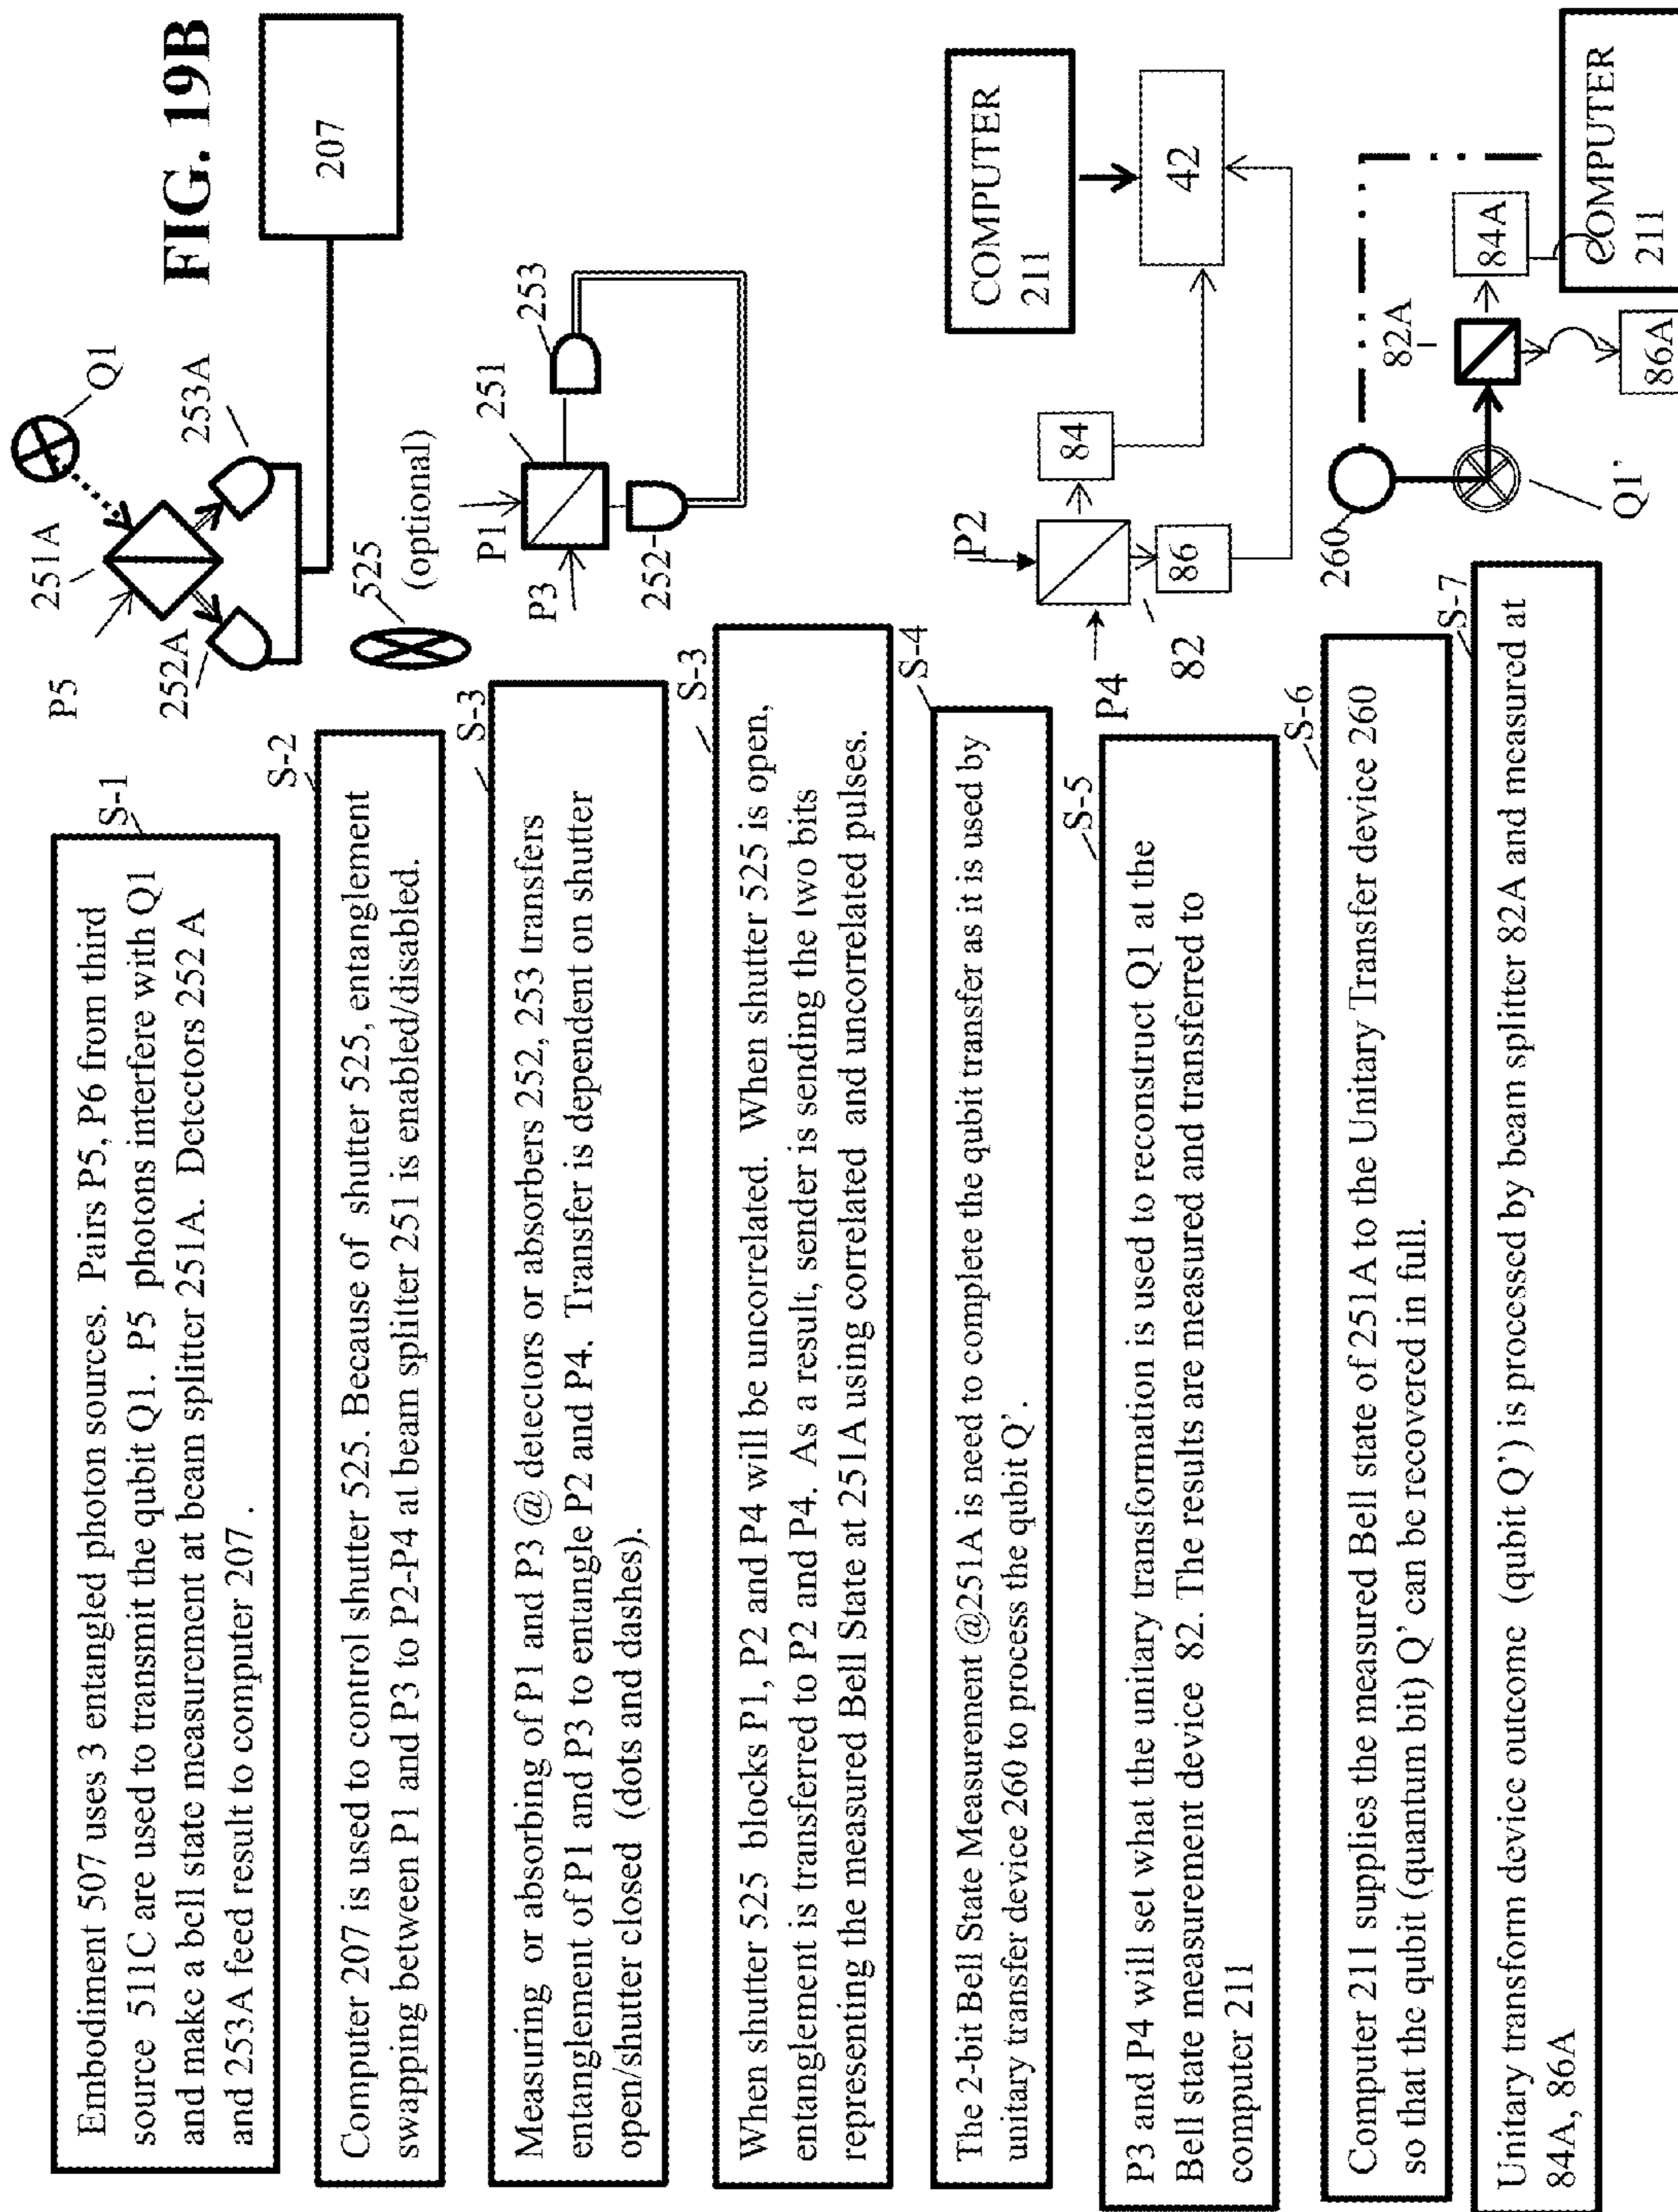 FIG. 19B
Embodiment 507 uses 3 entangled photon sources. Pairs P5, P6 from third
source 511C are used to transmit the qubit Q1. P5 photons interfere with Q1
and make a bell state measurement at beam splitter 251A. Detectors 252 A
and 253A feed result to computer 207 .
S-1
P5
251A
Q1
252A
253A
207
Computer 207 is used to control shutter 525. Because of shutter 525, entanglement
swapping between P1 and P3 to P2-P4 at beam splitter 251 is enabled/disabled.
S-2
525
(optional)
Measuring or absorbing of P1 and P3 @ detectors or absorbers 252, 253 transfers
entanglement of P1 and P3 to entangle P2 and P4. Transfer is dependent on shutter
open/shutter closed (dots and dashes).
S-3
P3
P1
251
252
253
When shutter 525 blocks P1, P2 and P4 will be uncorrelated. When shutter 525 is open,
entanglement is transferred to P2 and P4. As a result, sender is sending the two bits
representing the measured Bell State at 251A using correlated and uncorrelated pulses.
S-3
The 2-bit Bell State Measurement @251A is need to complete the qubit transfer as it is used by
unitary transfer device 260 to process the qubit Q’.
S-4
P3 and P4 will set what the unitary transformation is used to reconstruct Q1 at the
Bell state measurement device 82. The results are measured and transferred to
computer 211
S-5
P4
P2
82
86
84
COMPUTER
211
42
Computer 211 supplies the measured Bell state of 251A to the Unitary Transfer device 260
so that the qubit (quantum bit) Q’ can be recovered in full.
S-6
Unitary transform device outcome (qubit Q’) is processed by beam splitter 82A and measured at
84A, 86A
S-7
260
Q1’
82A
84A
86A
COMPUTER
211